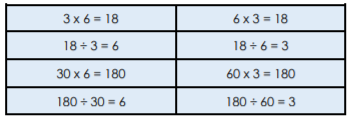 3 x 6 = 18 6 x 3 = 18
18 ÷ 3 = 6 18 ÷ 6 = 3
30 x 6 = 180 60 x 3 = 180
180 ÷ 30 = 6 180 ÷ 60 = 3